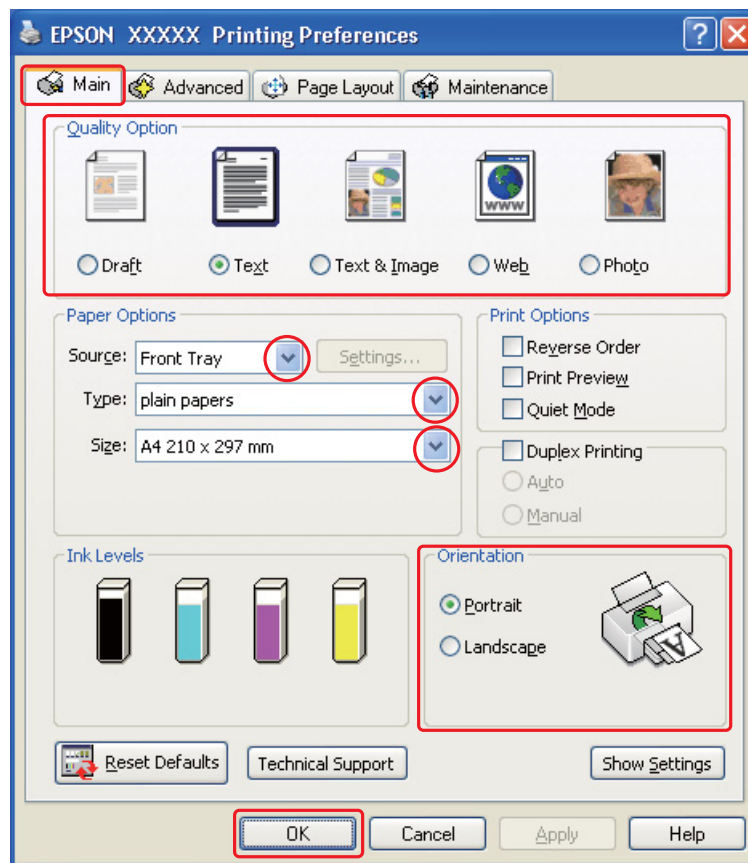 EPSON XXXXX Printing Preferences
Main Advanced Page Layout Maintenance
Quality Option
WWW
Draft Text Text & Image Web Photo
Paper Options
Source: Front Tray Settings...
Type: plain papers
Size: A4 210 x 297 mm
Print Options
Reverse Order
Print Preview
Quiet Mode
Duplex Printing
Auto
Manual
Ink Levels
Orientation
Portrait
Landscape
A
Reset Defaults Technical Support Show Settings
OK Cancel Apply Help